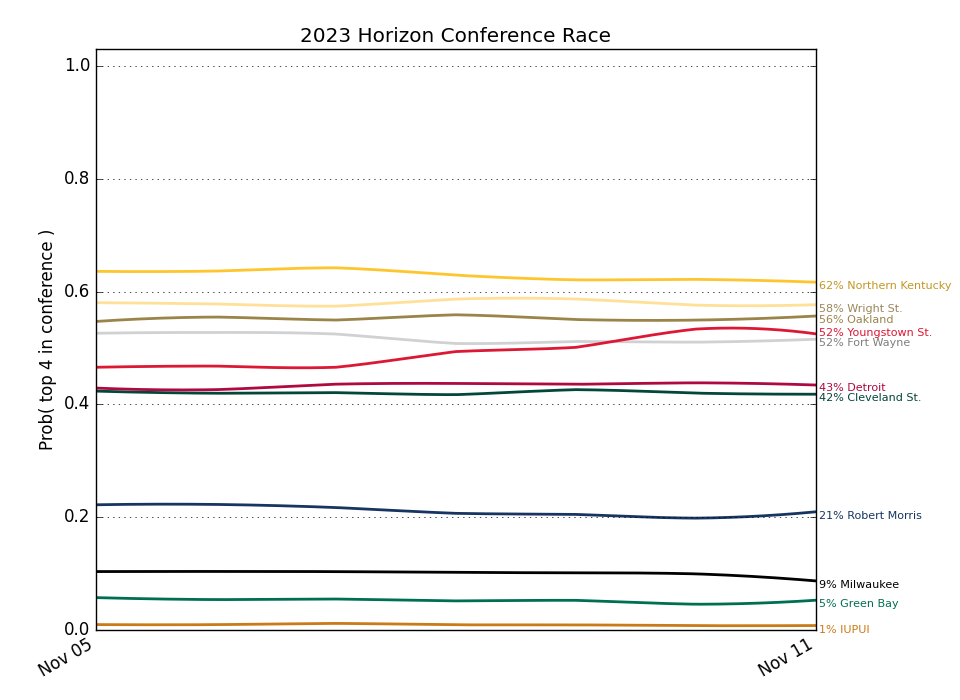 2023 Horizon Conference Race
Prob( top 4 in conference )
1.0
0.8
0.6
0.4
0.2
0.0
Nov 05
Nov 11
62% Northern Kentucky
58% Wright St.
56% Oakland
52% Youngstown St.
52% Fort Wayne
43% Detroit
42% Cleveland St.
21% Robert Morris
9% Milwaukee
5% Green Bay
1% IUPUI